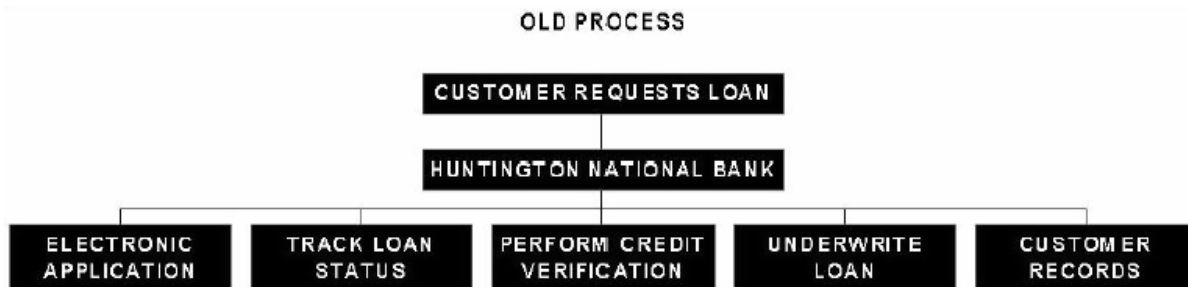 OLD PROCESS
CUSTOMER REQUESTS LOAN
HUNTINGTON NATIONAL BANK
ELECTRONIC
APPLICATION
TRACK LOAN
STATUS
PERFORM CREDIT
VERIFICATION
UNDERWRITE
LOAN
CUSTOMER
RECORDS